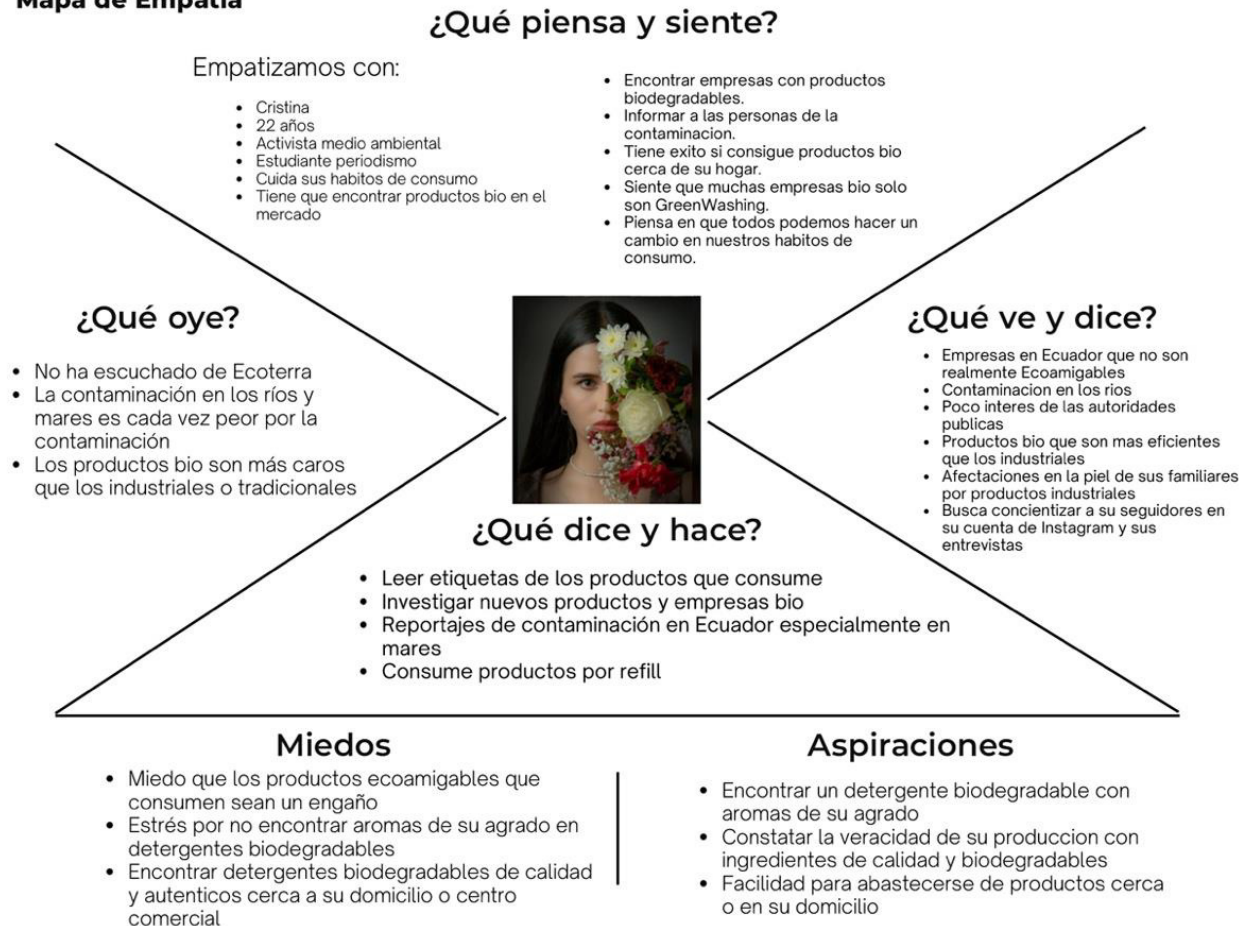 Mapa de Empatía
¿Qué piensa y siente?
Empatizamos con:
• Cristina
• 22 años
• Activista medio ambiental
• Estudiante periodismo
• Cuida sus habitos de consumo
• Tiene que encontrar productos bio en el
mercado
• Encontrar empresas con productos
biodegradables.
• Informar a las personas de la
contaminacion.
• Tiene exito si consigue productos bio
cerca de su hogar.
• Siente que muchas empresas bio solo
son GreenWashing.
• Piensa en que todos podemos hacer un
cambio en nuestros habitos de
consumo.
¿Qué oye?
• No ha escuchado de Ecoterra
• La contaminación en los ríos y
mares es cada vez peor por la
contaminación
• Los productos bio son más caros
que los industriales o tradicionales
¿Qué ve y dice?
• Empresas en Ecuador que no son
realmente Ecoamigables
• Contaminacion en los rios
• Poco interes de las autoridades
publicas
• Productos bio que son mas eficientes
que los industriales
• Afectaciones en la piel de sus familiares
por productos industriales
• Busca concientizar a su seguidores en
su cuenta de Instagram y sus
entrevistas
¿Qué dice y hace?
• Leer etiquetas de los productos que consume
• Investigar nuevos productos y empresas bio
• Reportajes de contaminación en Ecuador especialmente en
mares
• Consume productos por refill
Miedos
• Miedo que los productos ecoamigables que
consumen sean un engaño
• Estrés por no encontrar aromas de su agrado en
detergentes biodegradables
• Encontrar detergentes biodegradables de calidad
y autenticos cerca a su domicilio o centro
comercial
Aspiraciones
• Encontrar un detergente biodegradable con
aromas de su agrado
• Constatar la veracidad de su produccion con
ingredientes de calidad y biodegradables
• Facilidad para abastecerse de productos cerca
o en su domicilio